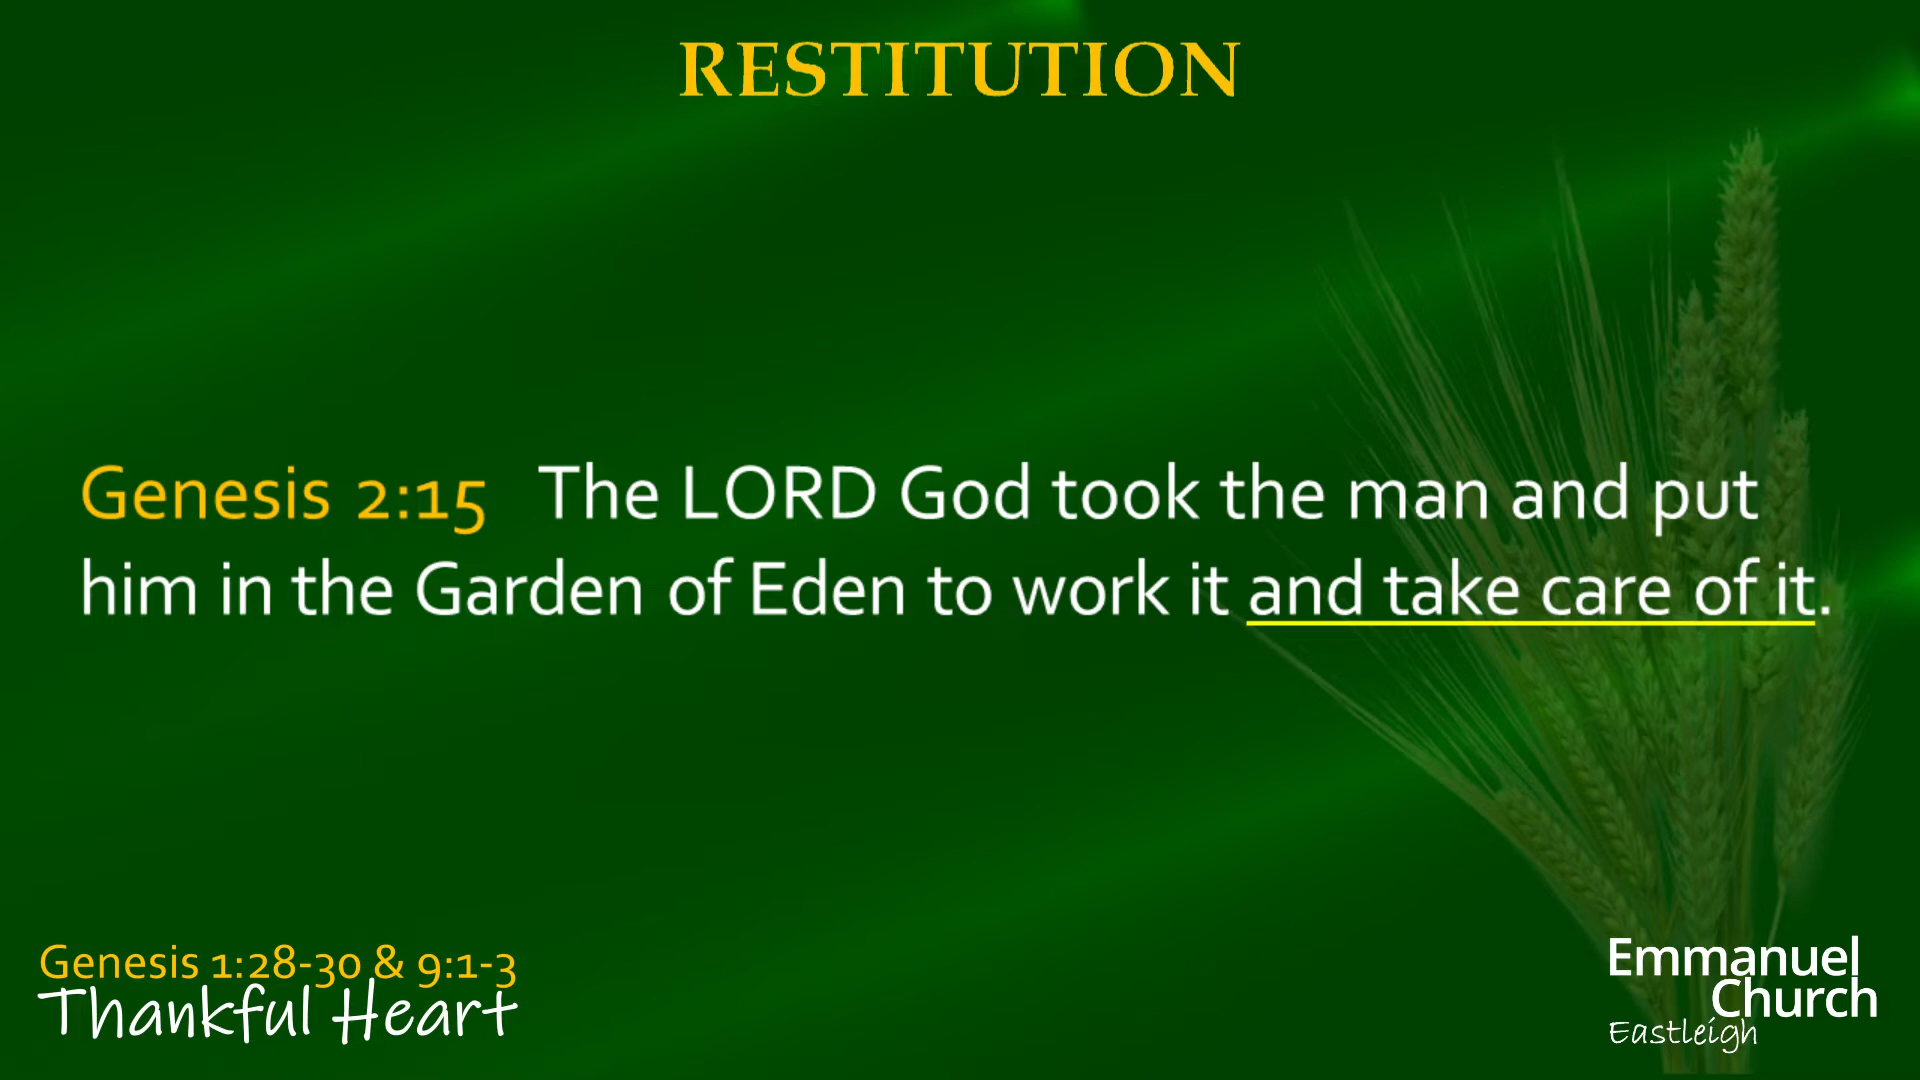 RESTITUTION
Genesis 2:15 The LORD God took the man and put
him in the Garden of Eden to work it and take care of it.
Genesis 1:28-30 & 9:1-3
Thankful Heart
Emmanuel
Church
Eastleigh